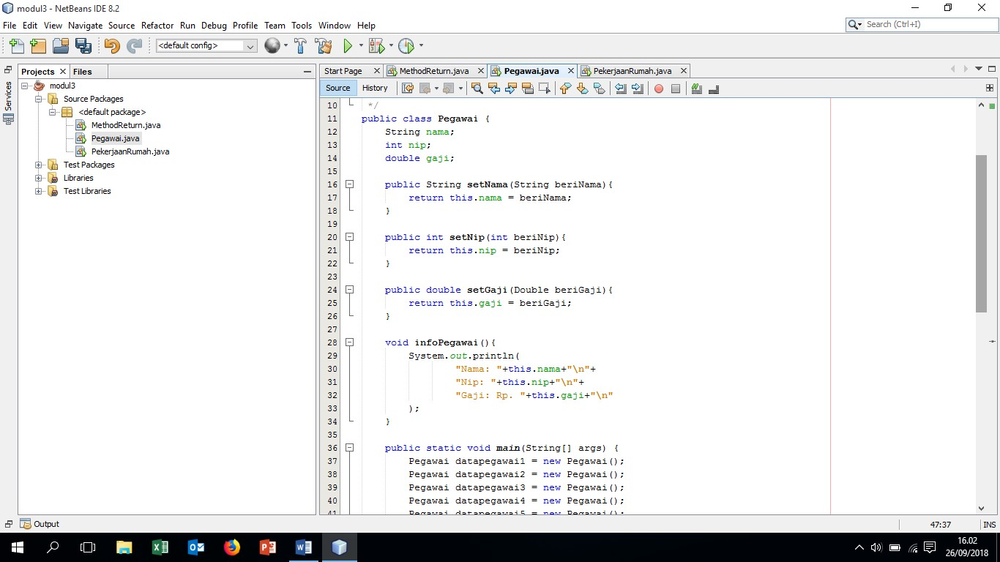 modul3 - NetBeans IDE 8.2
File Edit View Navigate Source Refactor Run Debug Profile Team Tools Window Help
Search (Ctrl+I)
<default config>
Services
Projects Files
modul3
Source Packages
<default package>
MethodReturn.java
Pegawai.java
PekerjaanRumah.java
Test Packages
Libraries
Test Libraries
Start Page MethodReturn.java Pegawai.java PekerjaanRumah.java
Source History
10 */
11 public class Pegawai {
12 String nama;
13 int nip;
14 double gaji;
15
16 public String setNama(String beriNama){
17 return this.nama = beriNama;
18 }
19
20 public int setNip(int beriNip){
21 return this.nip = beriNip;
22 }
23
24 public double setGaji(Double beriGaji){
25 return this.gaji = beriGaji;
26 }
27
28 void infoPegawai(){
29 System.out.println(
30 "Nama: "+this.nama+"\n"+
31 "Nip: "+this.nip+"\n"+
32 "Gaji: Rp. "+this.gaji+"\n"
33 );
34 }
35
36 public static void main(String[] args) {
37 Pegawai datapegawai1 = new Pegawai();
38 Pegawai datapegawai2 = new Pegawai();
39 Pegawai datapegawai3 = new Pegawai();
40 Pegawai datapegawai4 = new Pegawai();
41 Pegawai datapegawai5 = new Pegawai();
Output
47:37 INS
16.02
26/09/2018